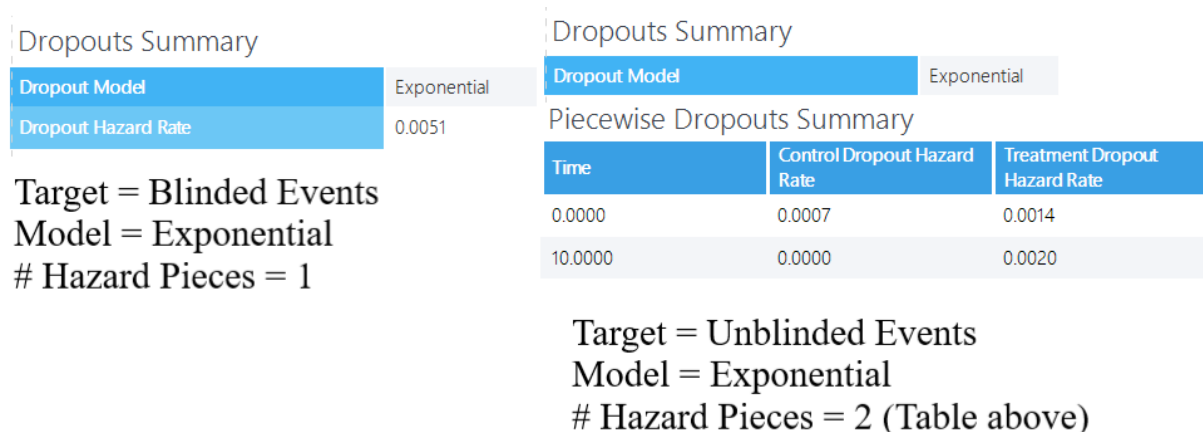 Dropouts Summary
Dropout Model Exponential
Dropout Hazard Rate 0.0051
Target = Blinded Events
Model = Exponential
# Hazard Pieces = 1
Dropouts Summary
Dropout Model Exponential
Piecewise Dropouts Summary
Time Control Dropout Hazard Rate Treatment Dropout Hazard Rate
0.0000 0.0007 0.0014
10.0000 0.0000 0.0020
Target = Unblinded Events
Model = Exponential
# Hazard Pieces = 2 (Table above)